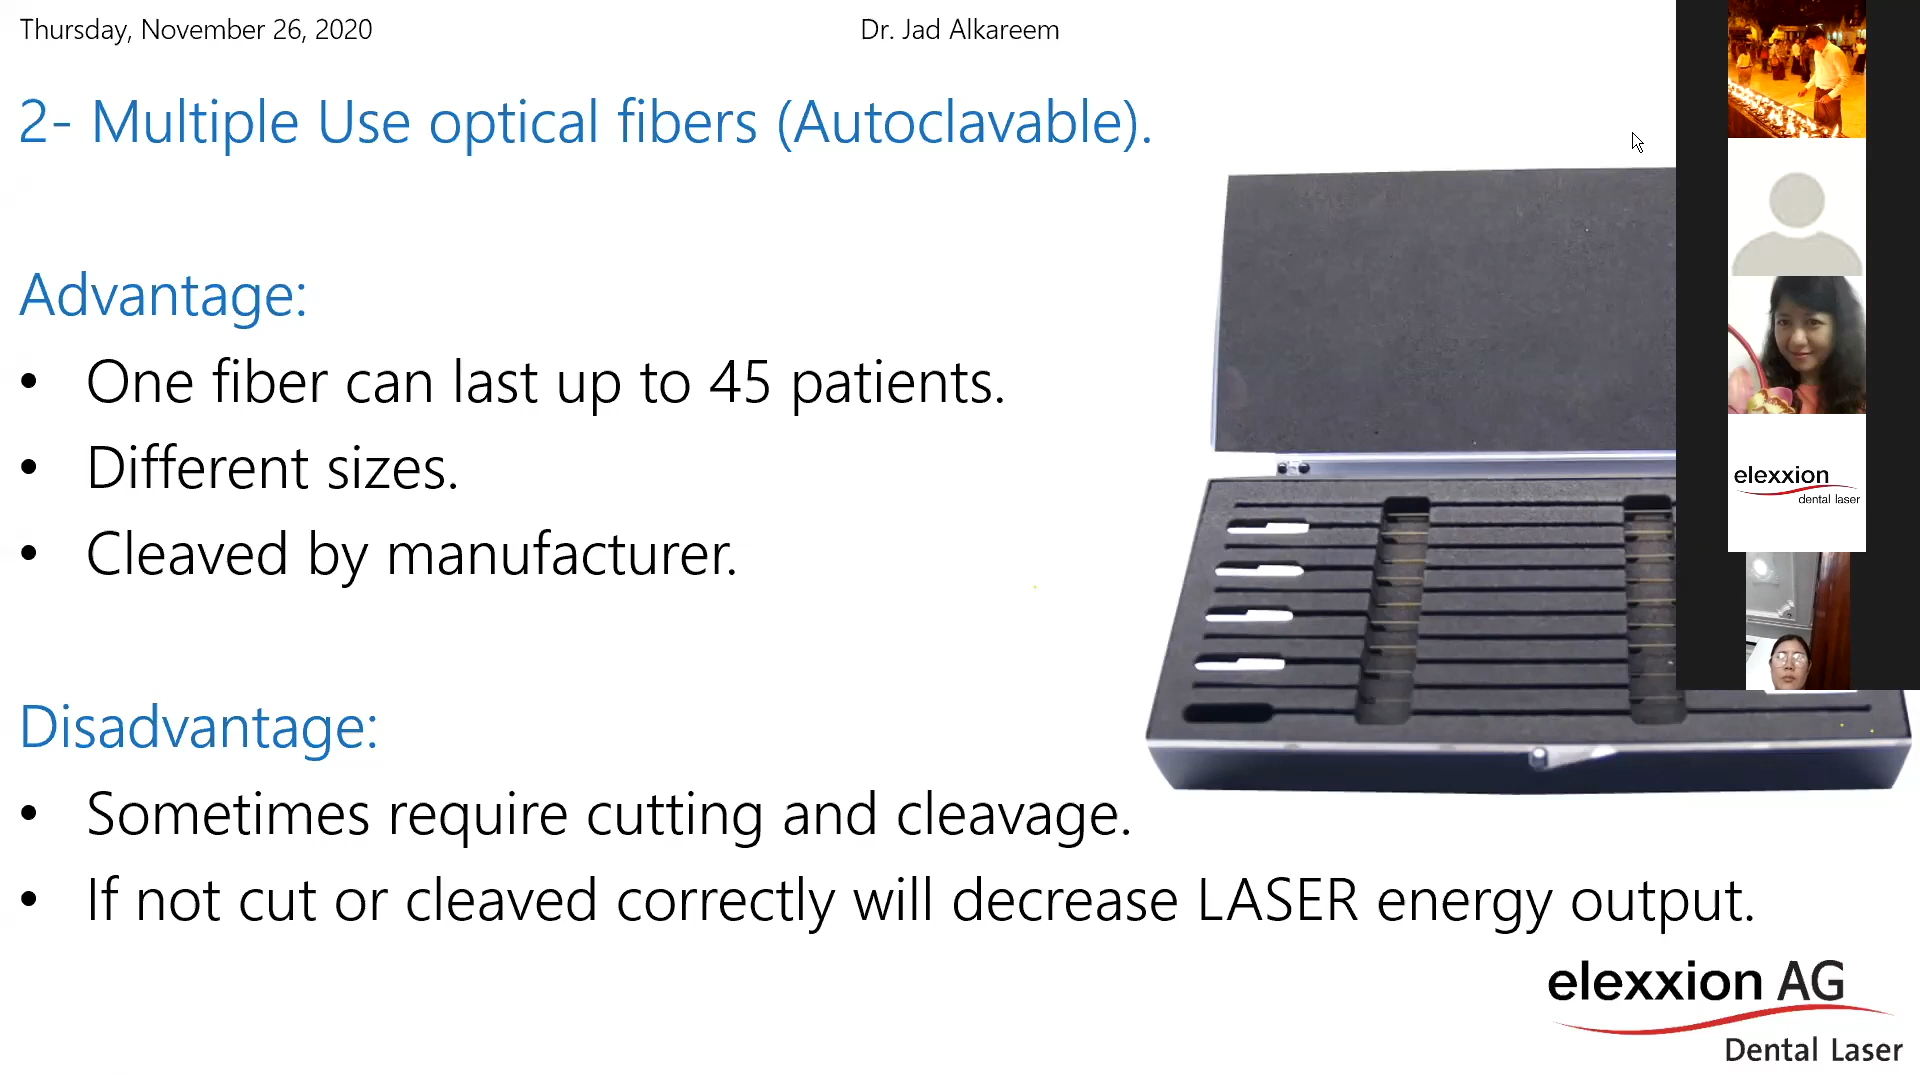 Thursday, November 26, 2020
Dr. Jad Alkareem
2- Multiple Use optical fibers (Autoclavable).
Advantage:
• One fiber can last up to 45 patients.
• Different sizes.
• Cleaved by manufacturer.
Disadvantage:
• Sometimes require cutting and cleavage.
• If not cut or cleaved correctly will decrease LASER energy output.
elexxion
dental laser
elexxion AG
Dental Laser